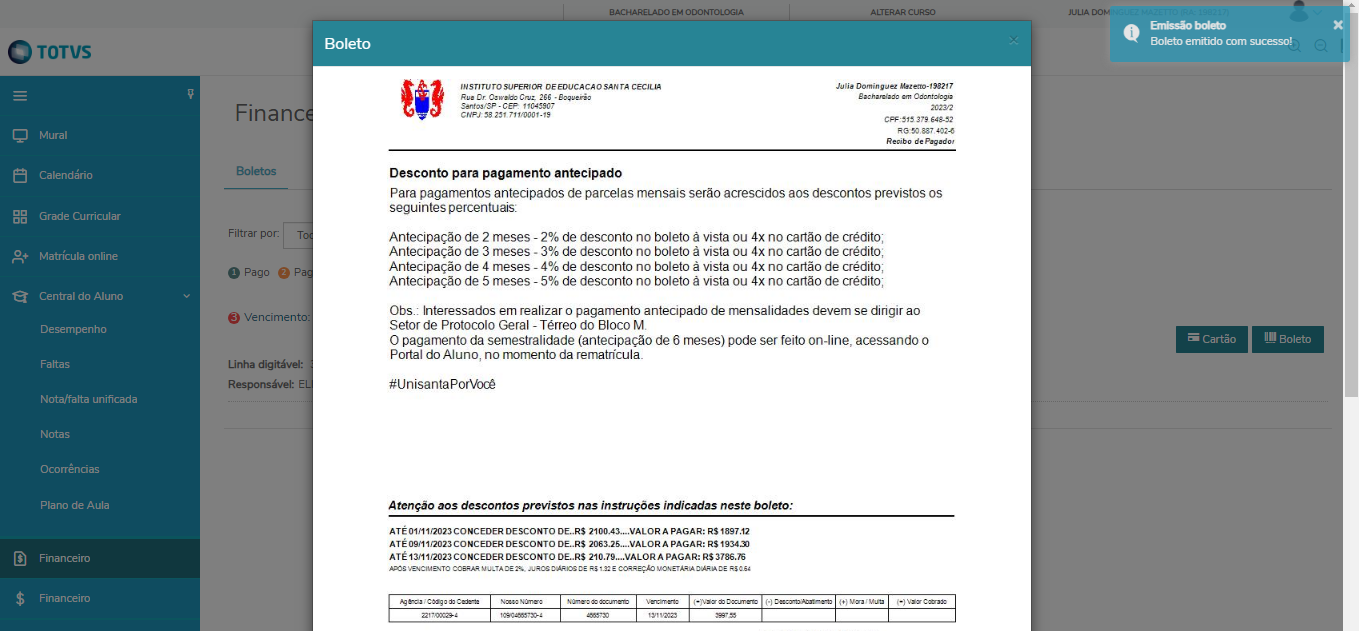 BACHARELADO EM ODONTOLOGIA
ALTERAR CURSO
Emissão boleto
Boleto emitido com sucesso!
TOTVS
Mural
Calendário
Grade Curricular
Matrícula online
Central do Aluno
Desempenho
Faltas
Nota/falta unificada
Notas
Ocorrências
Plano de Aula
Financeiro
Financeiro
Boletos
Filtrar por:
1 Pago 2
3 Vencimento:
Linha digitável:
Responsável:
Cartão
Boleto
Boleto
INSTITUTO SUPERIOR DE EDUCACAO SANTA CECILIA
Rua Dr. Oswaldo Cruz, 266 - Boqueirão
Santos/SP - CEP: 11045907
CNPJ: 58.251.711/0001-19
Julia Dominguez Mazetto-198217
Bacharelado em Odontologia
2023/2
CPF:515.379.648-52
RG:50.887.402-6
Recibo de Pagador
Desconto para pagamento antecipado
Para pagamentos antecipados de parcelas mensais serão acrescidos aos descontos previstos os
seguintes percentuais:
Antecipação de 2 meses - 2% de desconto no boleto à vista ou 4x no cartão de crédito;
Antecipação de 3 meses - 3% de desconto no boleto à vista ou 4x no cartão de crédito;
Antecipação de 4 meses - 4% de desconto no boleto à vista ou 4x no cartão de crédito;
Antecipação de 5 meses - 5% de desconto no boleto à vista ou 4x no cartão de crédito;
Obs.: Interessados em realizar o pagamento antecipado de mensalidades devem se dirigir ao
Setor de Protocolo Geral - Térreo do Bloco M.
O pagamento da semestralidade (antecipação de 6 meses) pode ser feito on-line, acessando o
Portal do Aluno, no momento da rematrícula.
#UnisantaPorVocê
Atenção aos descontos previstos nas instruções indicadas neste boleto:
ATÉ 01/11/2023 CONCEDER DESCONTO DE..R$ 2100.43....VALOR A PAGAR: R$ 1897.12
ATÉ 09/11/2023 CONCEDER DESCONTO DE..R$ 2063.25....VALOR A PAGAR: R$ 1934.30
ATÉ 13/11/2023 CONCEDER DESCONTO DE..R$ 210.79....VALOR A PAGAR: R$ 3786.76
APÓS VENCIMENTO COBRAR MULTA DE 2%, JUROS DIÁRIOS DE R$ 1.32 E CORREÇÃO MONETÁRIA DIÁRIA DE R$ 0.64
Agência / Código do Cedente Nosso Número Número do documento Vencimento (=)Valor do Documento (-) Desconto/Abatimento (+) Mora / Multa (=) Valor Cobrado
2217/00029-4 109/04665730-4 4665730 13/11/2023 3997,55